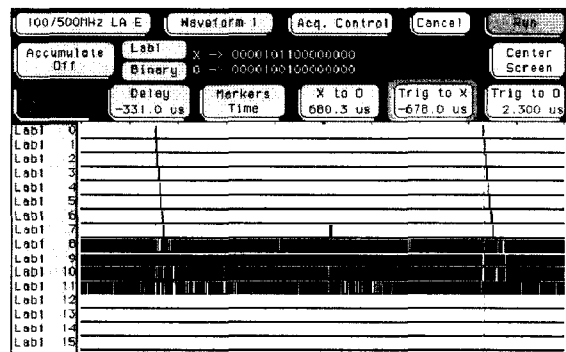 100/500MHz LA E Waveform 1 Acq. Control Cancel Run
Accumulate Off Lab1 X -> 0000101100000000 Center Screen
Binary O -> 0000100100000000
Delay -331.0 us Markers Time X to O 680.3 us Trig to X -678.0 us Trig to O 2.300 us
Lab1 0
Lab1 1
Lab1 2
Lab1 3
Lab1 4
Lab1 5
Lab1 6
Lab1 7
Lab1 8
Lab1 9
Lab1 10
Lab1 11
Lab1 12
Lab1 13
Lab1 14
Lab1 15